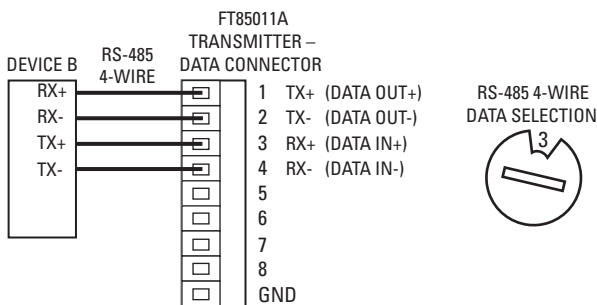 FT85011A
TRANSMITTER –
DATA CONNECTOR
DEVICE B
RS-485
4-WIRE
RX+
RX-
TX+
TX-
1 TX+ (DATA OUT+)
2 TX- (DATA OUT-)
3 RX+ (DATA IN+)
4 RX- (DATA IN-)
5
6
7
8
GND
RS-485 4-WIRE
DATA SELECTION
3